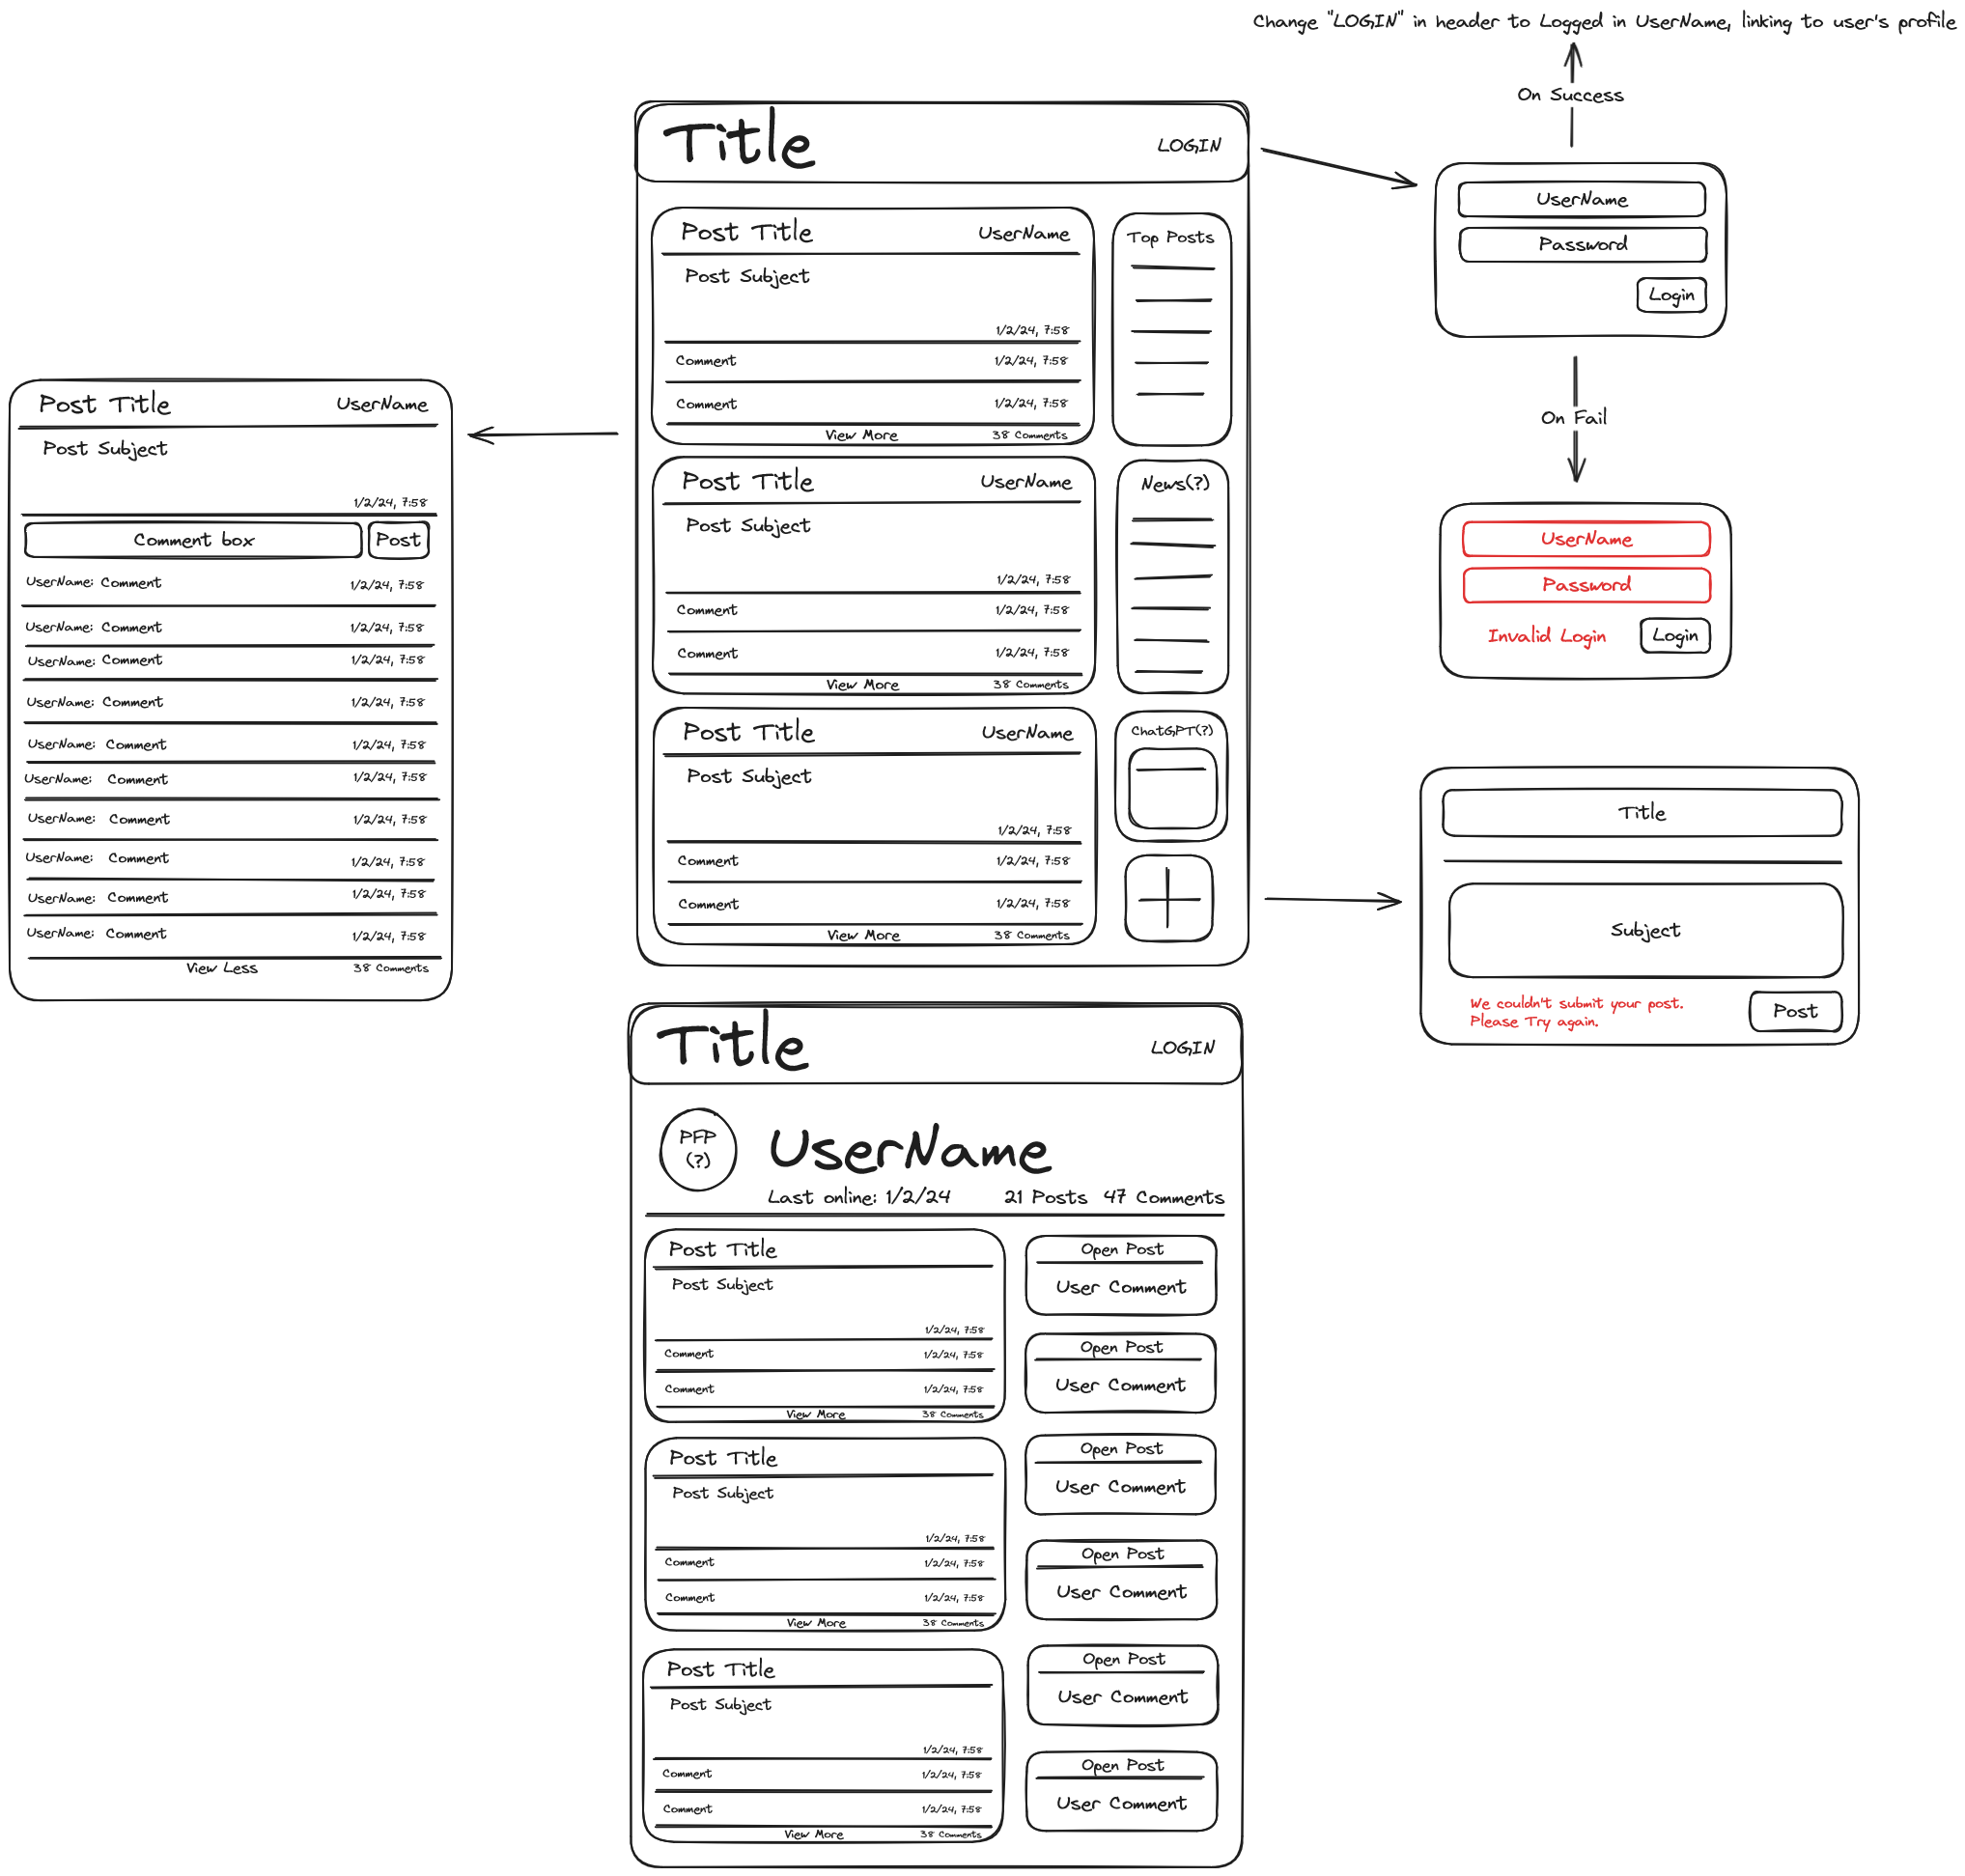 Change "LOGIN" in header to Logged in UserName, linking to user's profile
On Success
Title
LOGIN
UserName
Password
Login
On Fail
UserName
Password
Invalid Login
Login
Post Title
UserName
Post Subject
1/2/24, 7:58
Comment
1/2/24, 7:58
Comment
1/2/24, 7:58
View More
38 Comments
Post Title
UserName
Post Subject
1/2/24, 7:58
Comment
1/2/24, 7:58
Comment
1/2/24, 7:58
View More
38 Comments
Post Title
UserName
Post Subject
1/2/24, 7:58
Comment
1/2/24, 7:58
Comment
1/2/24, 7:58
View More
38 Comments
Top Posts
News(?)
ChatGPT(?)
Post Title
UserName
Post Subject
1/2/24, 7:58
Comment box
Post
UserName: Comment
1/2/24, 7:58
UserName: Comment
1/2/24, 7:58
UserName: Comment
1/2/24, 7:58
UserName: Comment
1/2/24, 7:58
UserName: Comment
1/2/24, 7:58
UserName: Comment
1/2/24, 7:58
UserName: Comment
1/2/24, 7:58
UserName: Comment
1/2/24, 7:58
UserName: Comment
1/2/24, 7:58
UserName: Comment
1/2/24, 7:58
View Less
38 Comments
Title
Subject
We couldn't submit your post.
Please Try again.
Post
Title
LOGIN
PFP
(?)
UserName
Last online: 1/2/24
21 Posts
47 Comments
Post Title
Post Subject
1/2/24, 7:58
Comment
1/2/24, 7:58
Comment
1/2/24, 7:58
View More
38 Comments
Post Title
Post Subject
1/2/24, 7:58
Comment
1/2/24, 7:58
Comment
1/2/24, 7:58
View More
38 Comments
Post Title
Post Subject
1/2/24, 7:58
Comment
1/2/24, 7:58
Comment
1/2/24, 7:58
View More
38 Comments
Open Post
User Comment
Open Post
User Comment
Open Post
User Comment
Open Post
User Comment
Open Post
User Comment
Open Post
User Comment